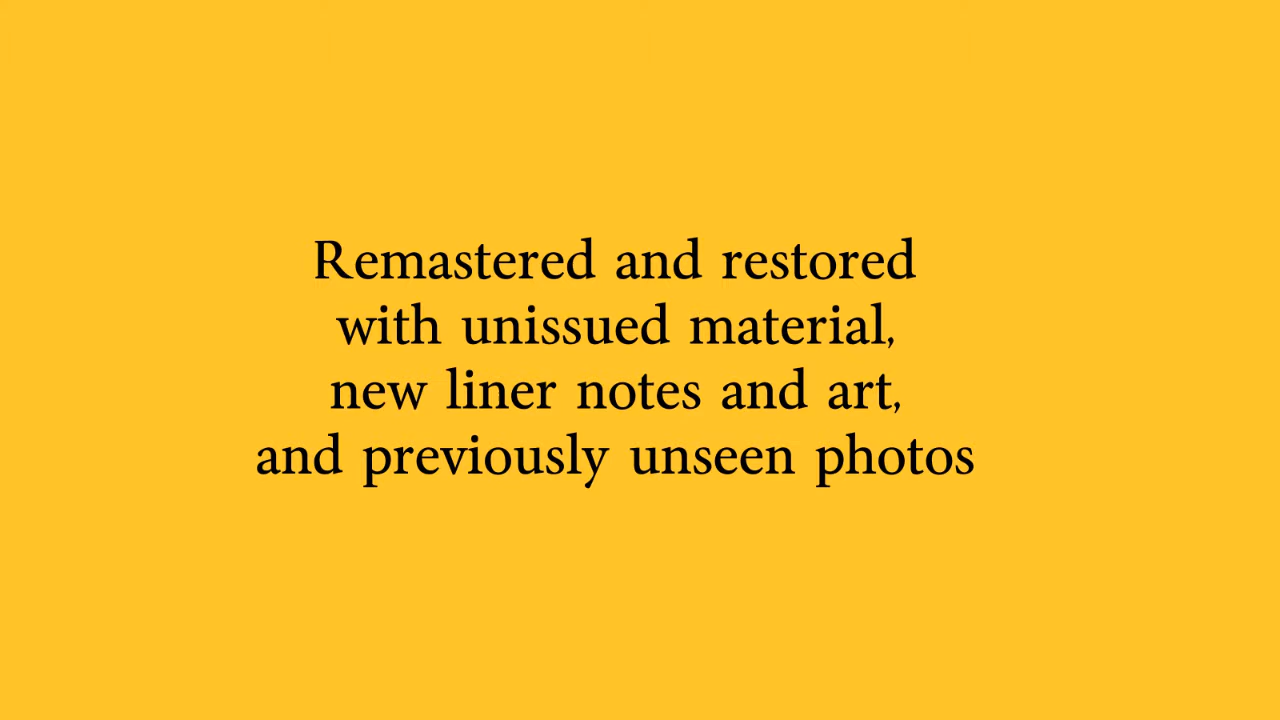 Remastered and restored
with unissued material,
new liner notes and art,
and previously unseen photos